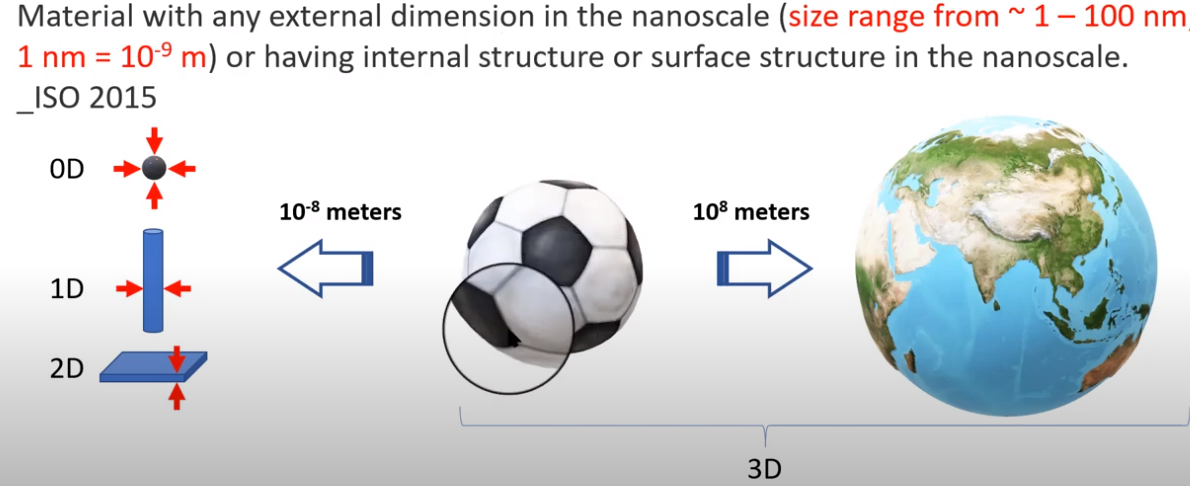 Material with any external dimension in the nanoscale (size range from ~ 1 – 100 nm,
1 nm = 10⁻⁹ m) or having internal structure or surface structure in the nanoscale.
_ISO 2015
0D
10⁻⁸ meters
10⁸ meters
1D
2D
3D